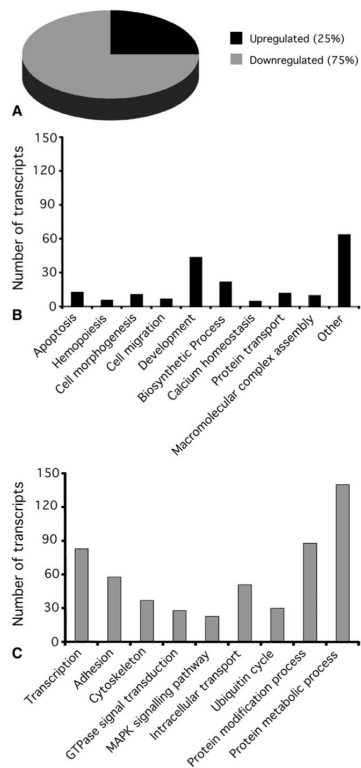 Upregulated (25%)
Downregulated (75%)
A
Number of transcripts
150
90
60
30
0
B
Apoptosis
Hemopoiesis
Cell morphogenesis
Cell migration
Development
Biosynthetic Process
Calcium homeostasis
Protein transport
Macromolecular complex assembly
Other
Number of transcripts
150
90
60
30
0
C
Transcription
Adhesion
Cytoskeleton
GTPase signal transduction
MAPK signalling pathway
Intracellular transport
Ubiquitin cycle
Protein modification process
Protein metabolic process